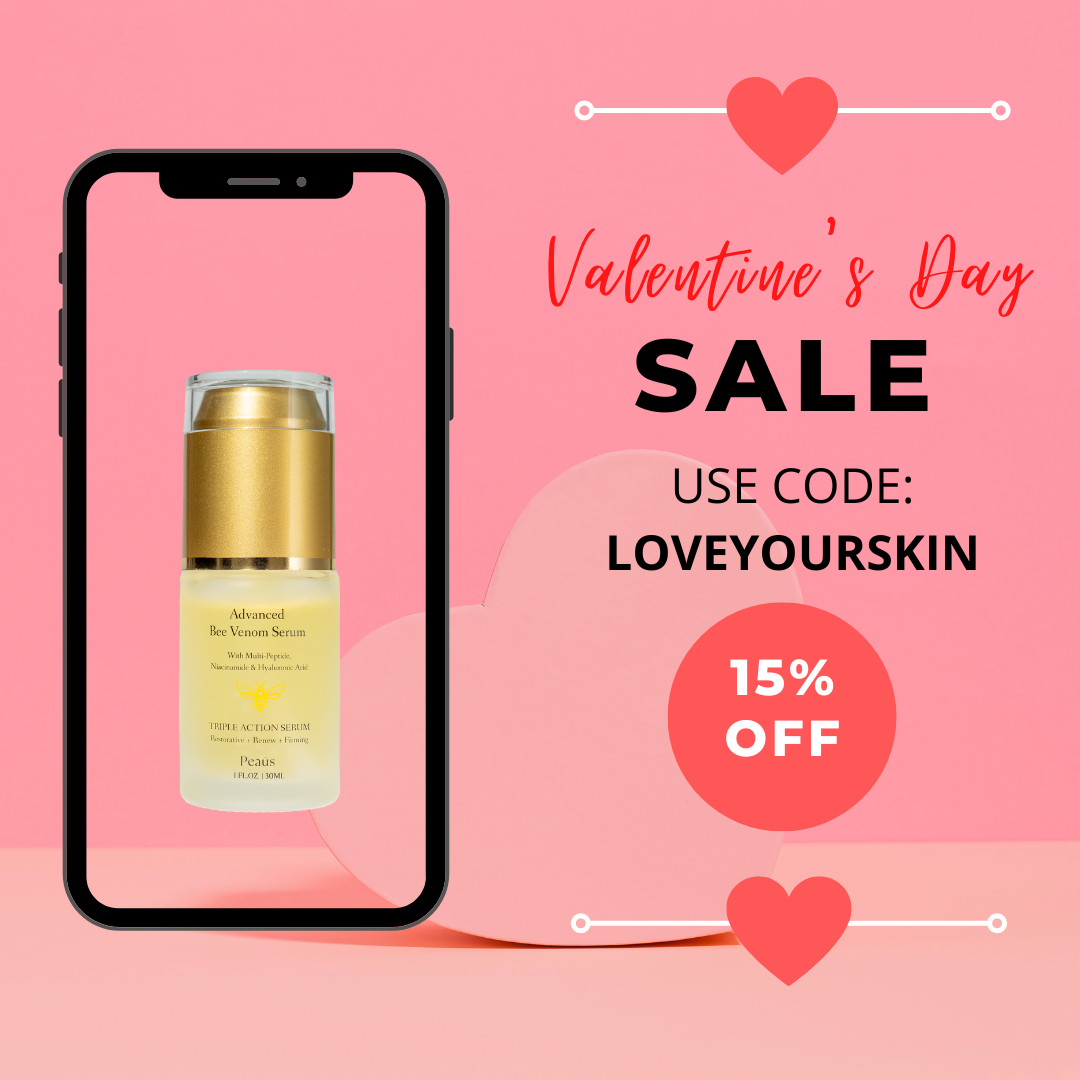 Valentine's Day
SALE
USE CODE:
LOVEYOURSKIN
15%
OFF
Advanced
Bee Venom Serum
With Multi-Peptide,
Niacinamide & Hyaluronic Acid
TRIPLE ACTION SERUM
Restorative + Renew + Firming
Peaüs
1 FL.OZ. | 30ML